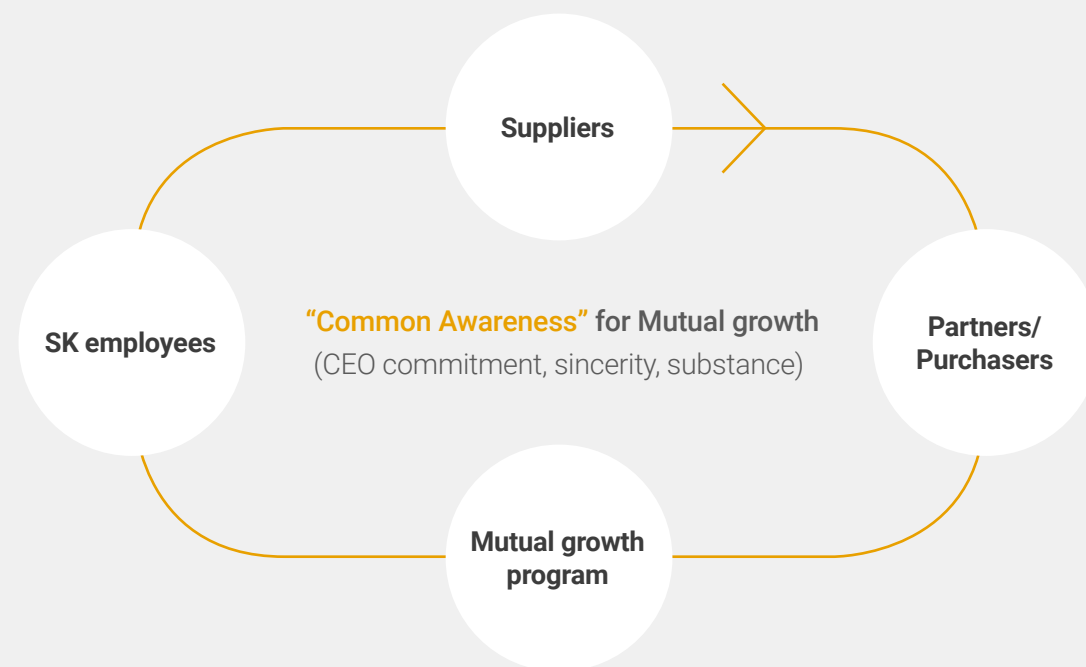 Suppliers
SK employees
“Common Awareness” for Mutual growth
(CEO commitment, sincerity, substance)
Partners/
Purchasers
Mutual growth
program